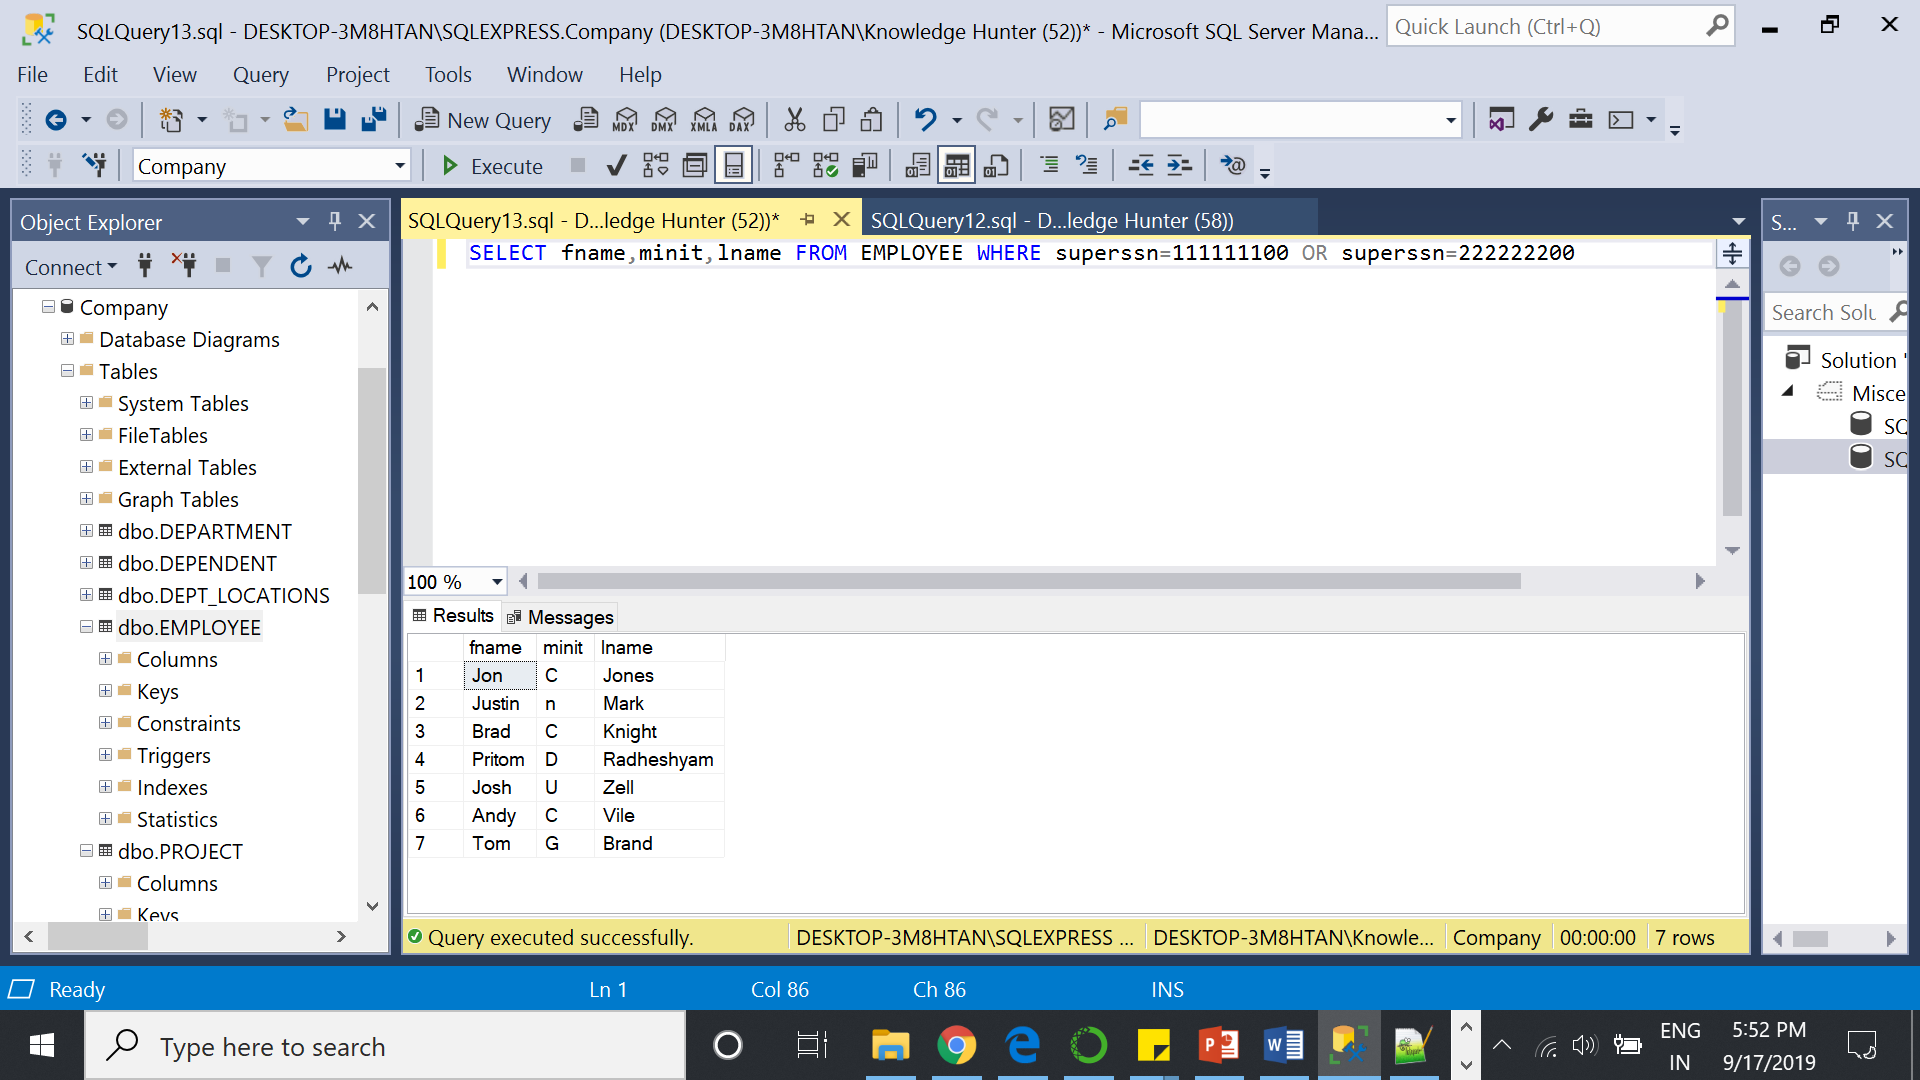 SQLQuery13.sql - DESKTOP-3M8HTAN\SQLEXPRESS.Company (DESKTOP-3M8HTAN\Knowledge Hunter (52))* - Microsoft SQL Server Mana...
Quick Launch (Ctrl+Q)
File Edit View Query Project Tools Window Help
New Query MDX DMX XMLA DAX
Company Execute
Object Explorer
SQLQuery13.sql - D...ledge Hunter (52))* SQLQuery12.sql - D...ledge Hunter (58))
S...
Connect
SELECT fname,minit,lname FROM EMPLOYEE WHERE superssn=111111100 OR superssn=222222200
Search Solu
Solution '
Misce
SQ
SQ
Company
Database Diagrams
Tables
System Tables
FileTables
External Tables
Graph Tables
dbo.DEPARTMENT
dbo.DEPENDENT
dbo.DEPT_LOCATIONS
dbo.EMPLOYEE
Columns
Keys
Constraints
Triggers
Indexes
Statistics
dbo.PROJECT
Columns
Keys
100 %
Results Messages
fname minit lname
1 Jon C Jones
2 Justin n Mark
3 Brad C Knight
4 Pritom D Radheshyam
5 Josh U Zell
6 Andy C Vile
7 Tom G Brand
Query executed successfully. DESKTOP-3M8HTAN\SQLEXPRESS ... DESKTOP-3M8HTAN\Knowle... Company 00:00:00 7 rows
Ready Ln 1 Col 86 Ch 86 INS
Type here to search
ENG
IN
5:52 PM
9/17/2019